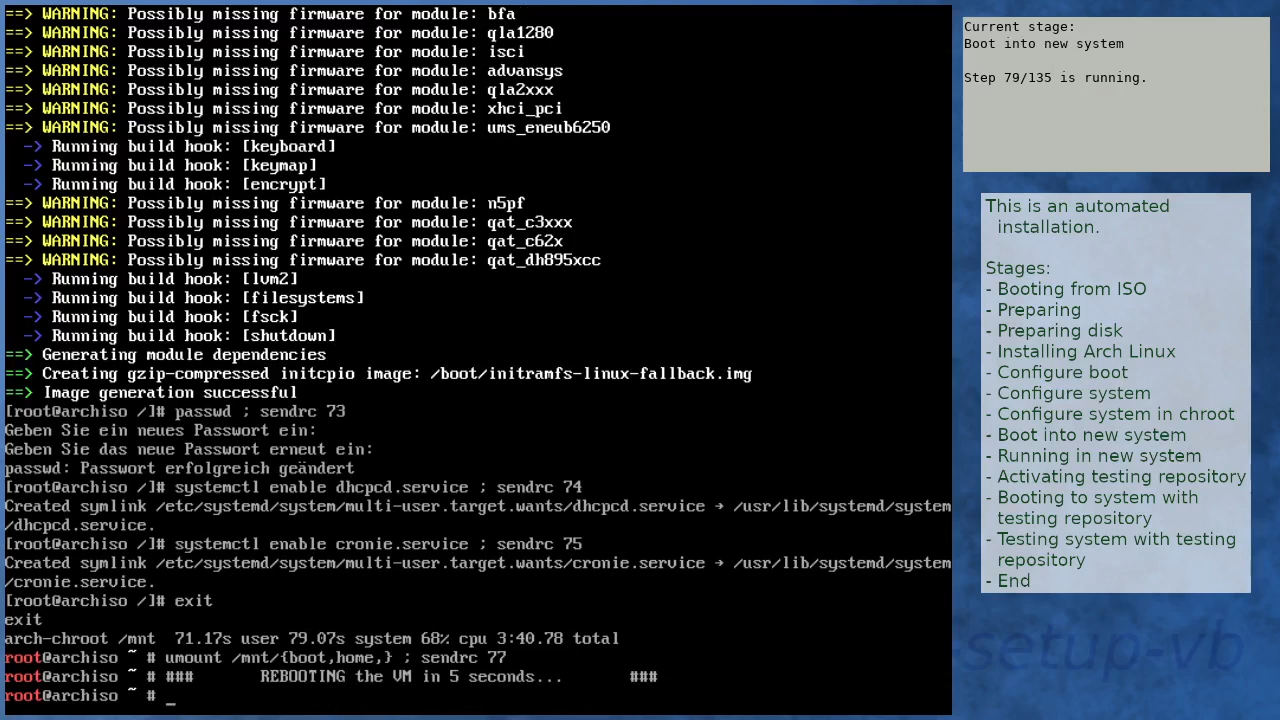 ==> WARNING: Possibly missing firmware for module: bfa
==> WARNING: Possibly missing firmware for module: qla1280
==> WARNING: Possibly missing firmware for module: isci
==> WARNING: Possibly missing firmware for module: advansys
==> WARNING: Possibly missing firmware for module: qla2xxx
==> WARNING: Possibly missing firmware for module: xhci_pci
==> WARNING: Possibly missing firmware for module: ums_eneub6250
  -> Running build hook: [keyboard]
  -> Running build hook: [keymap]
  -> Running build hook: [encrypt]
==> WARNING: Possibly missing firmware for module: n5pf
==> WARNING: Possibly missing firmware for module: qat_c3xxx
==> WARNING: Possibly missing firmware for module: qat_c62x
==> WARNING: Possibly missing firmware for module: qat_dh895xcc
  -> Running build hook: [lvm2]
  -> Running build hook: [filesystems]
  -> Running build hook: [fsck]
  -> Running build hook: [shutdown]
==> Generating module dependencies
==> Creating gzip-compressed initcpio image: /boot/initramfs-linux-fallback.img
==> Image generation successful
[root@archiso /]# passwd ; sendrc 73
Geben Sie ein neues Passwort ein:
Geben Sie das neue Passwort erneut ein:
passwd: Passwort erfolgreich geändert
[root@archiso /]# systemctl enable dhcpcd.service ; sendrc 74
Created symlink /etc/systemd/system/multi-user.target.wants/dhcpcd.service → /usr/lib/systemd/system
/dhcpcd.service.
[root@archiso /]# systemctl enable cronie.service ; sendrc 75
Created symlink /etc/systemd/system/multi-user.target.wants/cronie.service → /usr/lib/systemd/system
/cronie.service.
[root@archiso /]# exit
exit
arch-chroot /mnt  71.17s user 79.07s system 68% cpu 3:40.78 total
root@archiso ~ # umount /mnt/{boot,home,} ; sendrc 77
root@archiso ~ # ###       REBOOTING the VM in 5 seconds...       ###
root@archiso ~ # _
Current stage:
Boot into new system
Step 79/135 is running.
This is an automated
installation.
Stages:
- Booting from ISO
- Preparing
- Preparing disk
- Installing Arch Linux
- Configure boot
- Configure system
- Configure system in chroot
- Boot into new system
- Running in new system
- Activating testing repository
- Booting to system with
testing repository
- Testing system with testing
repository
- End
-setup-vb